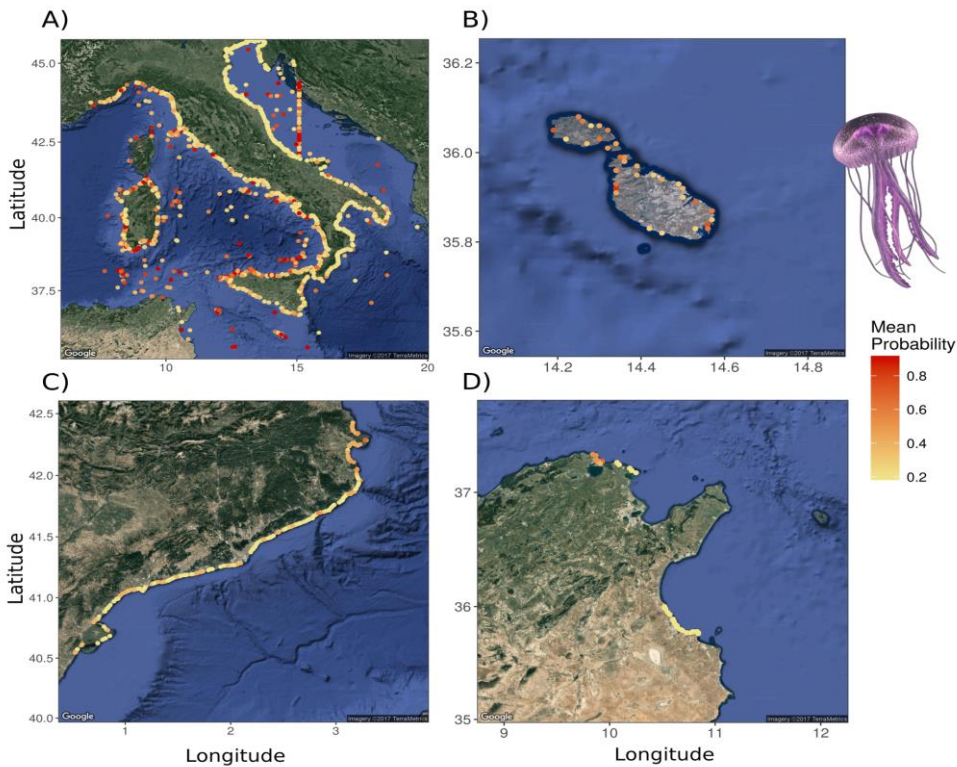 A)
B)
45.0
42.5
40.0
37.5
Latitude
10
15
20
Google
Imagery ©2017 TerraMetrics
36.2
36.0
35.8
35.6
14.2
14.4
14.6
14.8
Google
Imagery ©2017 TerraMetrics
Mean
Probability
0.8
0.6
0.4
0.2
C)
D)
42.5
42.0
41.5
41.0
40.5
40.0
Latitude
1
2
3
Google
Imagery ©2017 TerraMetrics
Longitude
37
36
35
9
10
11
12
Google
Imagery ©2017 TerraMetrics
Longitude